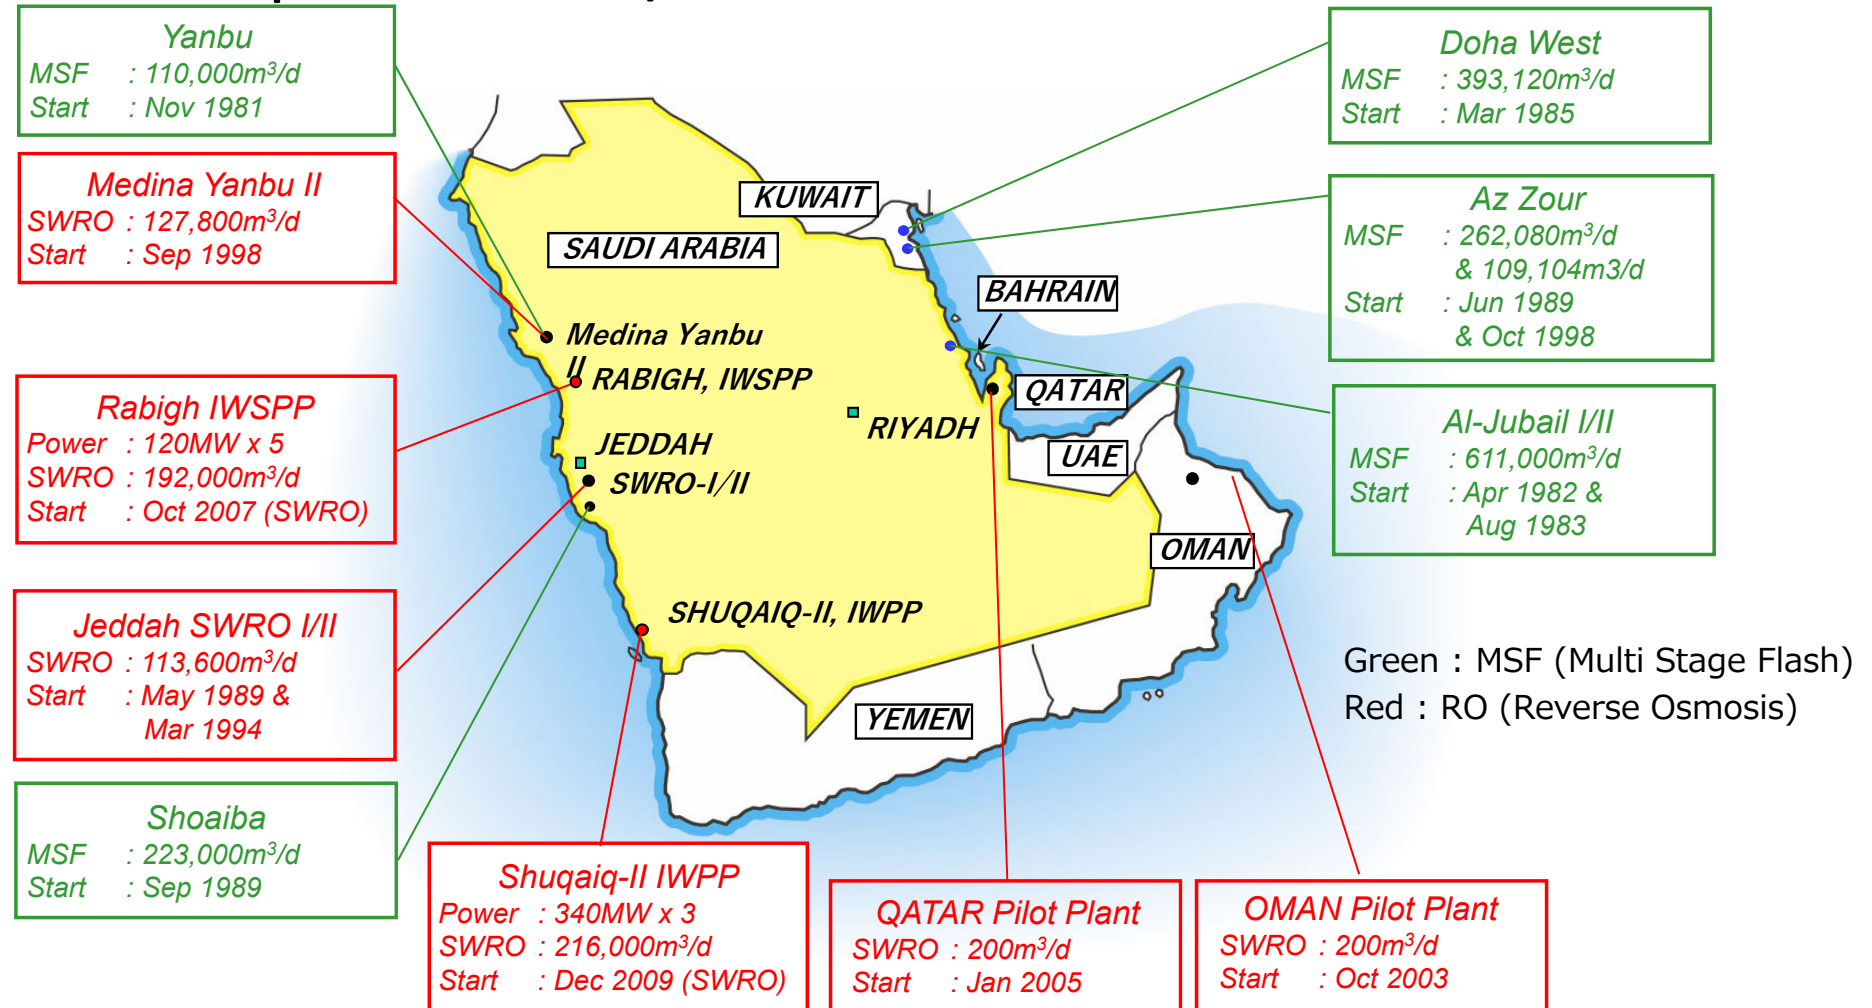 Yanbu
MSF : 110,000m³/d
Start : Nov 1981
Medina Yanbu II
SWRO : 127,800m³/d
Start : Sep 1998
Rabigh IWSPP
Power : 120MW x 5
SWRO : 192,000m³/d
Start : Oct 2007 (SWRO)
Jeddah SWRO I/II
SWRO : 113,600m³/d
Start : May 1989 &
Mar 1994
Shoaiba
MSF : 223,000m³/d
Start : Sep 1989
Shuqaiq-II IWPP
Power : 340MW x 3
SWRO : 216,000m³/d
Start : Dec 2009 (SWRO)
QATAR Pilot Plant
SWRO : 200m³/d
Start : Jan 2005
OMAN Pilot Plant
SWRO : 200m³/d
Start : Oct 2003
Doha West
MSF : 393,120m³/d
Start : Mar 1985
Az Zour
MSF : 262,080m³/d
& 109,104m3/d
Start : Jun 1989
& Oct 1998
Al-Jubail I/II
MSF : 611,000m³/d
Start : Apr 1982 &
Aug 1983
Green : MSF (Multi Stage Flash)
Red : RO (Reverse Osmosis)
KUWAIT
SAUDI ARABIA
BAHRAIN
Medina Yanbu
II
RABIGH, IWSPP
QATAR
RIYADH
JEDDAH
UAE
SWRO-I/II
OMAN
SHUQAIQ-II, IWPP
YEMEN